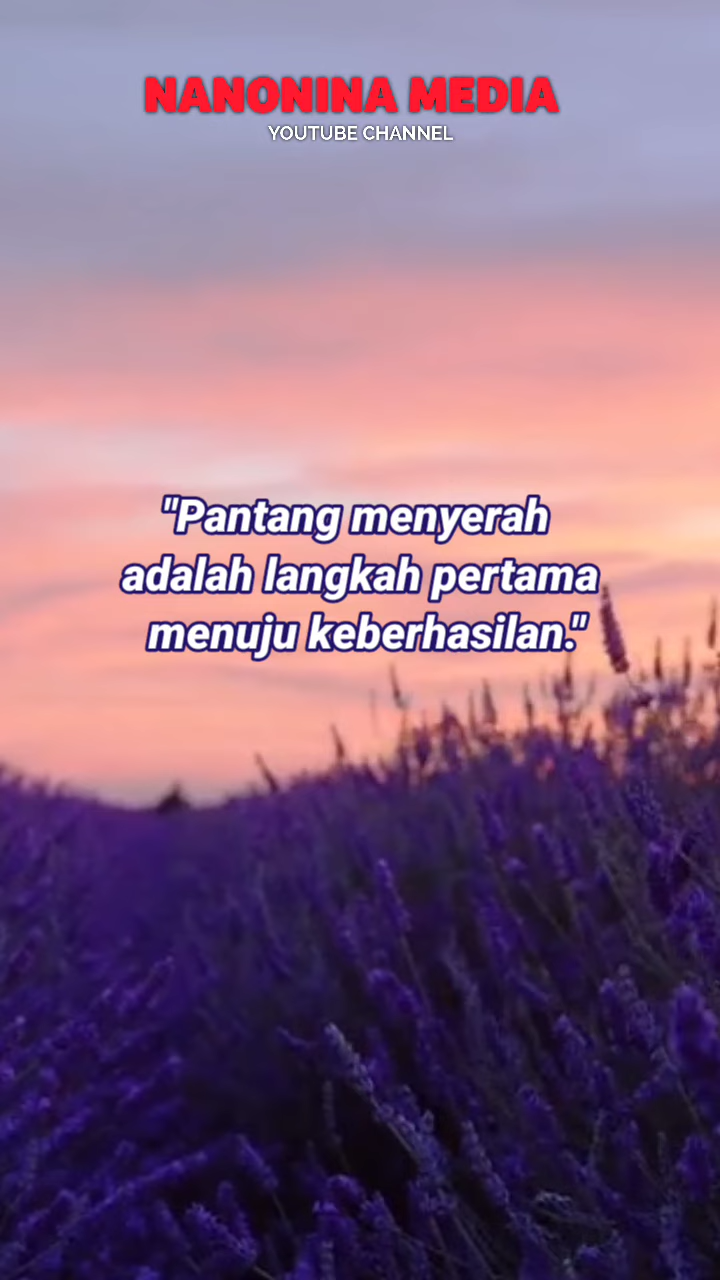 NANONINA MEDIA
YOUTUBE CHANNEL
"Pantang menyerah
adalah langkah pertama
menuju keberhasilan."